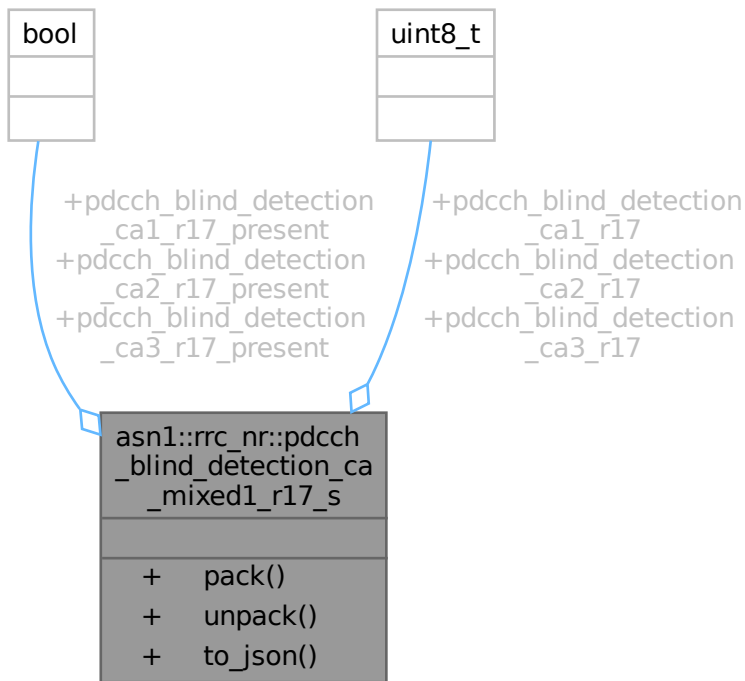 bool
uint8_t
+pdcch_blind_detection
_ca1_r17_present
+pdcch_blind_detection
_ca2_r17_present
+pdcch_blind_detection
_ca3_r17_present
+pdcch_blind_detection
_ca1_r17
+pdcch_blind_detection
_ca2_r17
+pdcch_blind_detection
_ca3_r17
asn1::rrc_nr::pdcch
_blind_detection_ca
_mixed1_r17_s
+ pack()
+ unpack()
+ to_json()